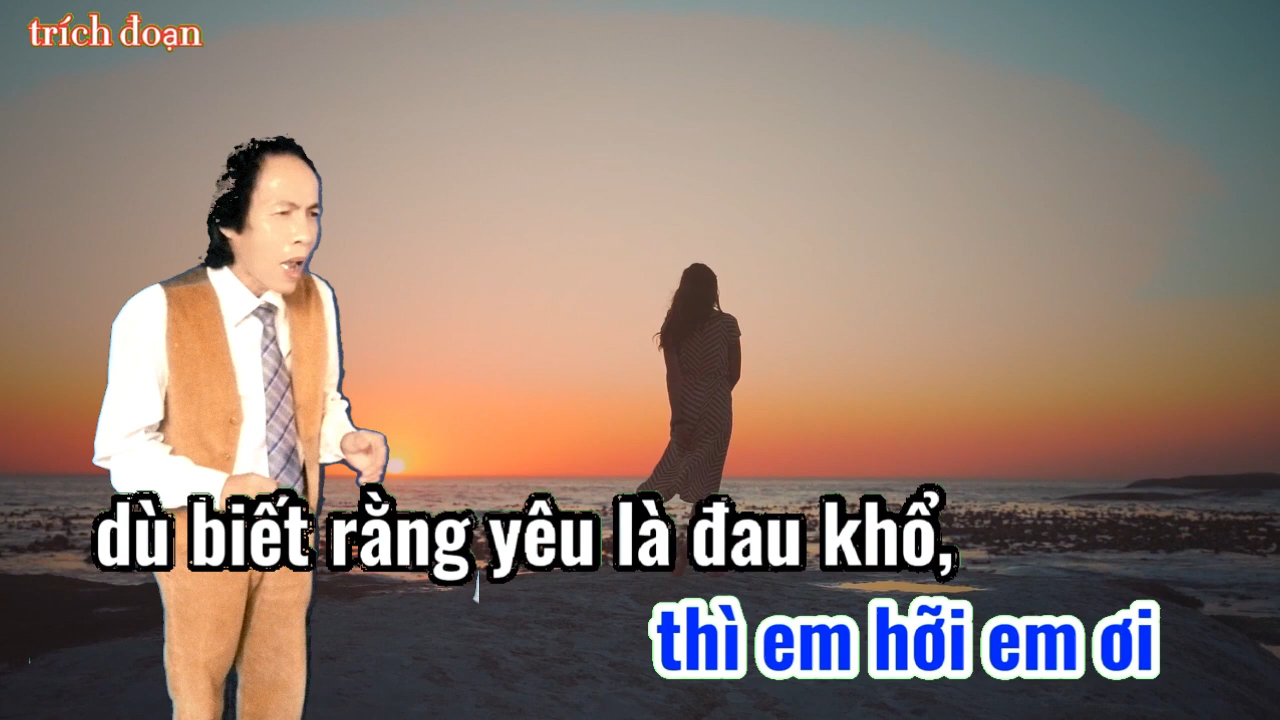 trích đoạn
dù biết rằng yêu là đau khổ,
thì em hỡi em ơi